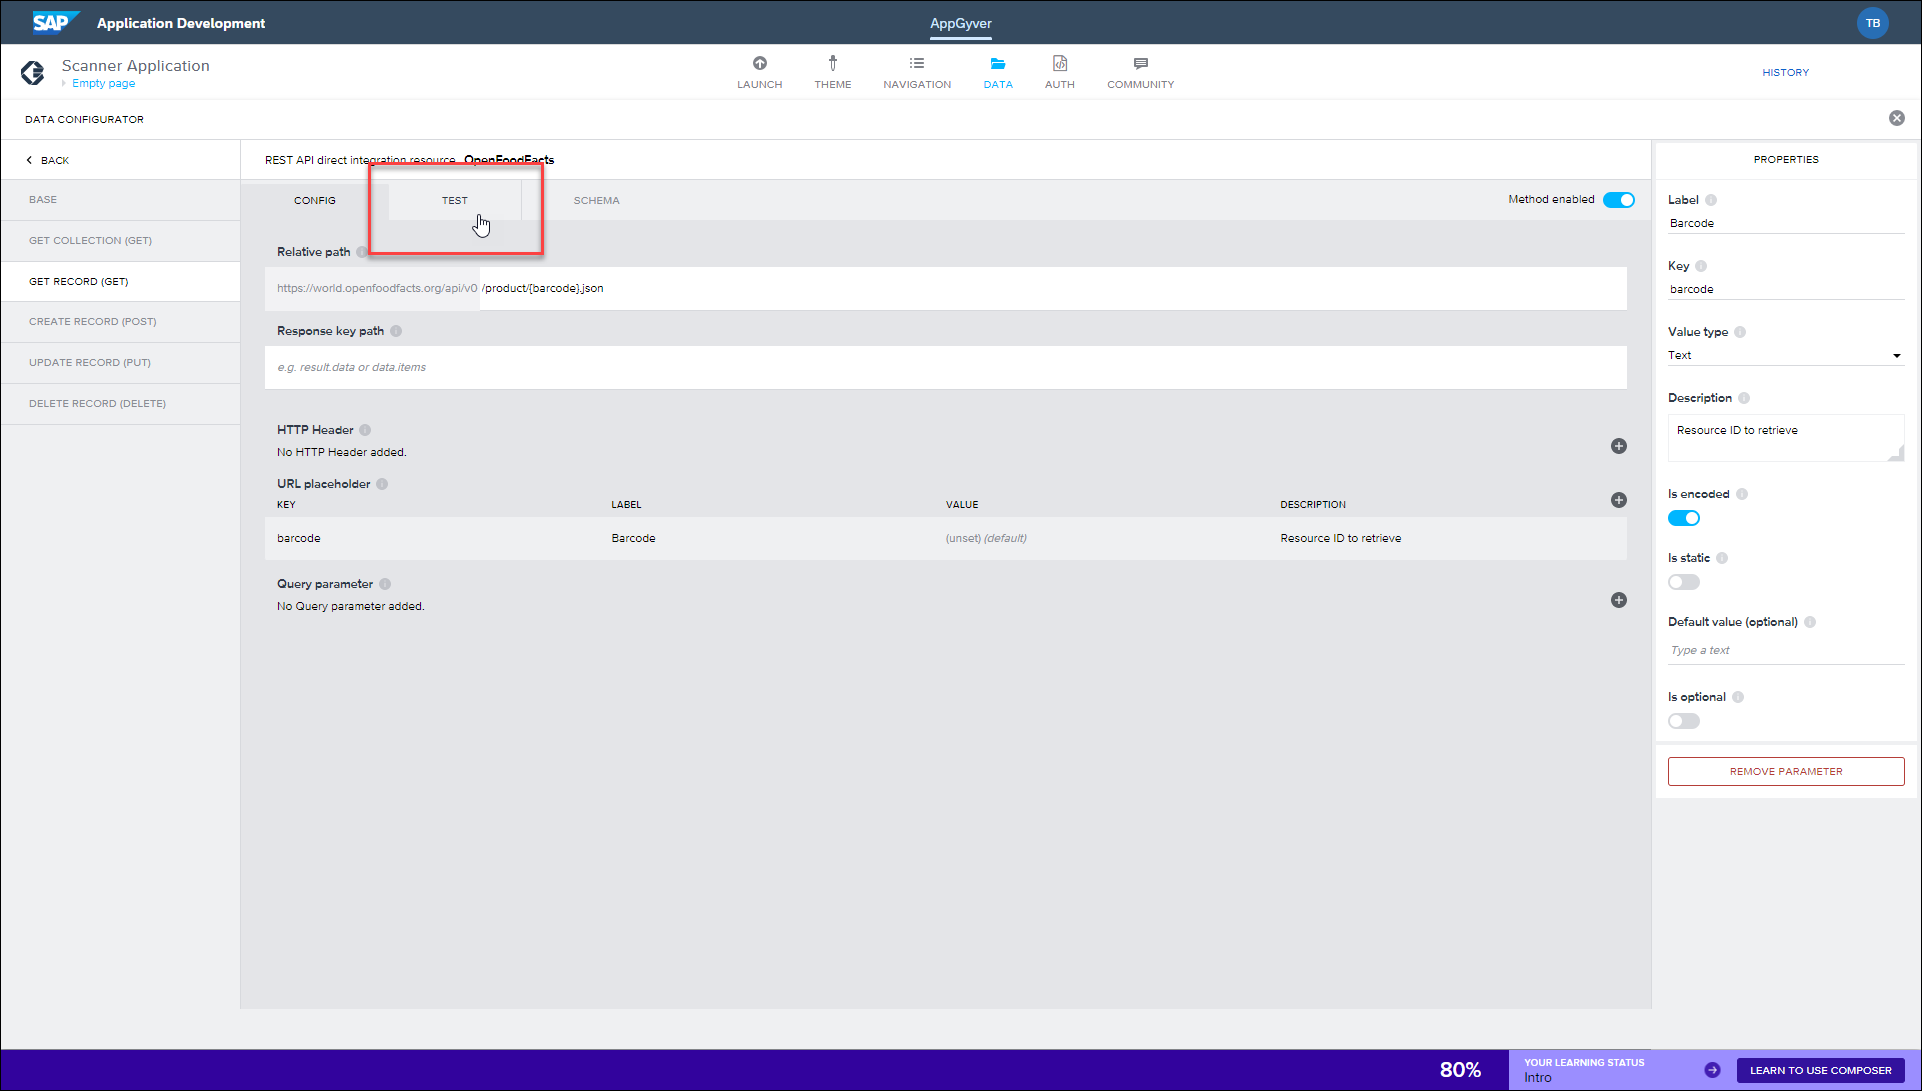 SAP Application Development
AppGyver
TB
Scanner Application
Empty page
LAUNCH
THEME
NAVIGATION
DATA
AUTH
COMMUNITY
HISTORY
DATA CONFIGURATOR
BACK
BASE
GET COLLECTION (GET)
GET RECORD (GET)
CREATE RECORD (POST)
UPDATE RECORD (PUT)
DELETE RECORD (DELETE)
REST API direct integration resource OpenFoodFacts
CONFIG
TEST
SCHEMA
Method enabled
Relative path
https://world.openfoodfacts.org/api/v0 /product/{barcode}.json
Response key path
e.g. result.data or data.items
HTTP Header
No HTTP Header added.
URL placeholder
KEY LABEL VALUE DESCRIPTION
barcode Barcode (unset) (default) Resource ID to retrieve
Query parameter
No Query parameter added.
PROPERTIES
Label
Barcode
Key
barcode
Value type
Text
Description
Resource ID to retrieve
Is encoded
Is static
Default value (optional)
Type a text
Is optional
REMOVE PARAMETER
80%
YOUR LEARNING STATUS
Intro
LEARN TO USE COMPOSER